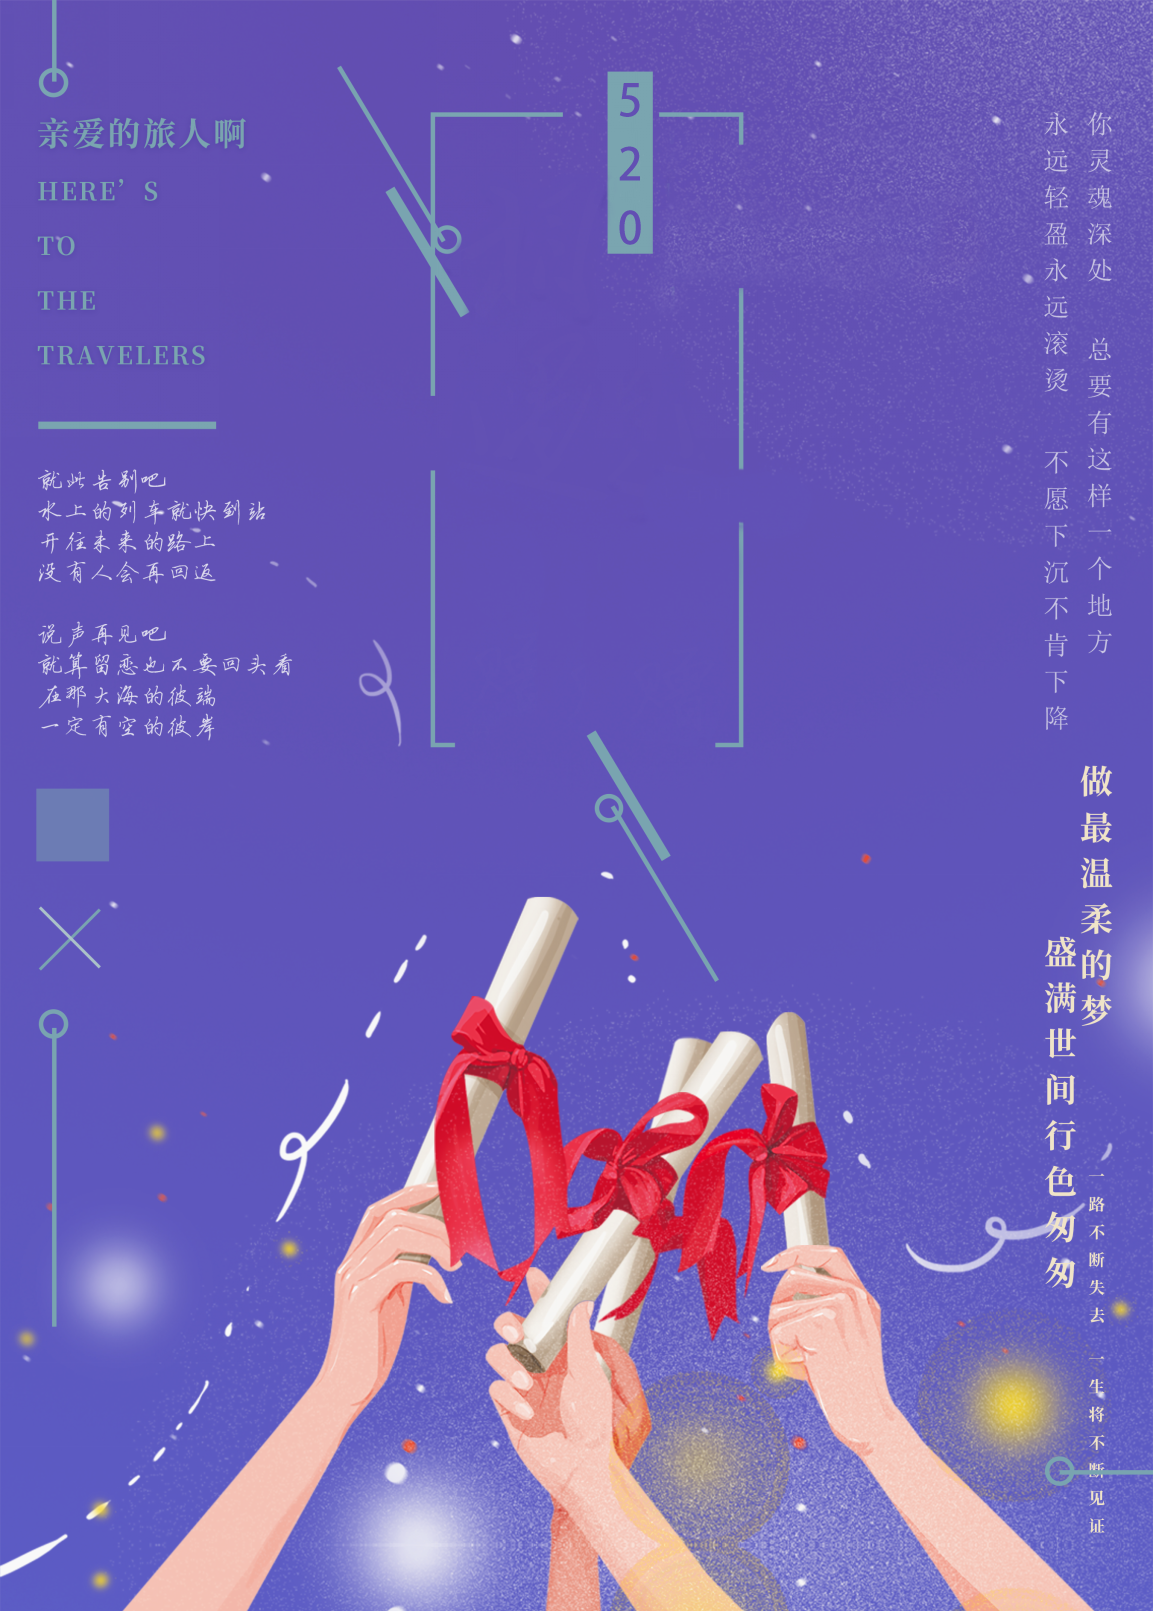 亲爱的旅人啊
HERE’S
TO
THE
TRAVELERS
就此告别吧
水上的列车就快到站
开往未来的路上
没有人会再回返
说声再见吧
就算留恋也不要回头看
在那大海的彼端
一定有空的彼岸
520
你灵魂深处 总要有这样一个地方
永远轻盈永远滚烫 不愿下沉不肯下降
做最温柔的梦
盛满世间行色匆匆
一路不断失去 一生将不断见证